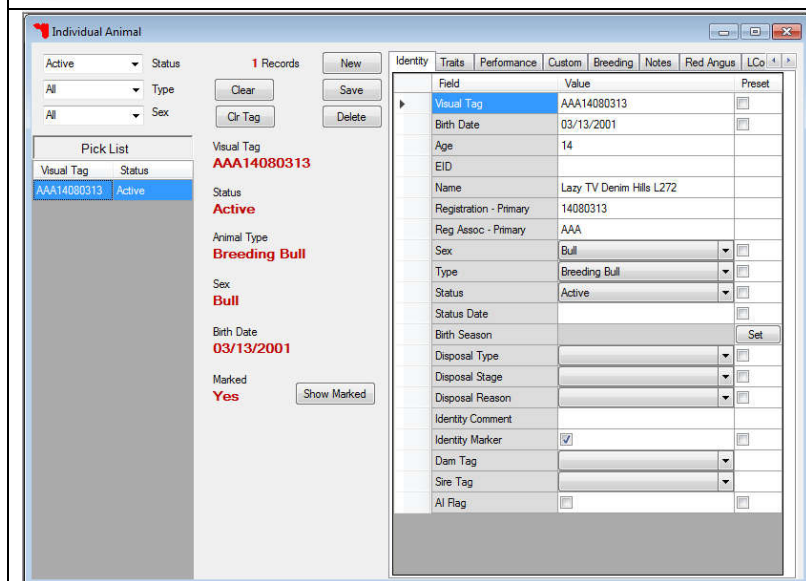 Individual Animal
Active Status 1 Records New
All Type Clear Save
All Sex Clr Tag Delete
Pick List
Visual Tag Status
AAA14080313 Active
Visual Tag
AAA14080313
Status
Active
Animal Type
Breeding Bull
Sex
Bull
Birth Date
03/13/2001
Marked
Yes Show Marked
Identity Traits Performance Custom Breeding Notes Red Angus LCo
Field Value Preset
Visual Tag AAA14080313
Birth Date 03/13/2001
Age 14
EID
Name Lazy TV Denim Hills L272
Registration - Primary 14080313
Reg Assoc - Primary AAA
Sex Bull
Type Breeding Bull
Status Active
Status Date
Birth Season Set
Disposal Type
Disposal Stage
Disposal Reason
Identity Comment
Identity Marker
Dam Tag
Sire Tag
AI Flag